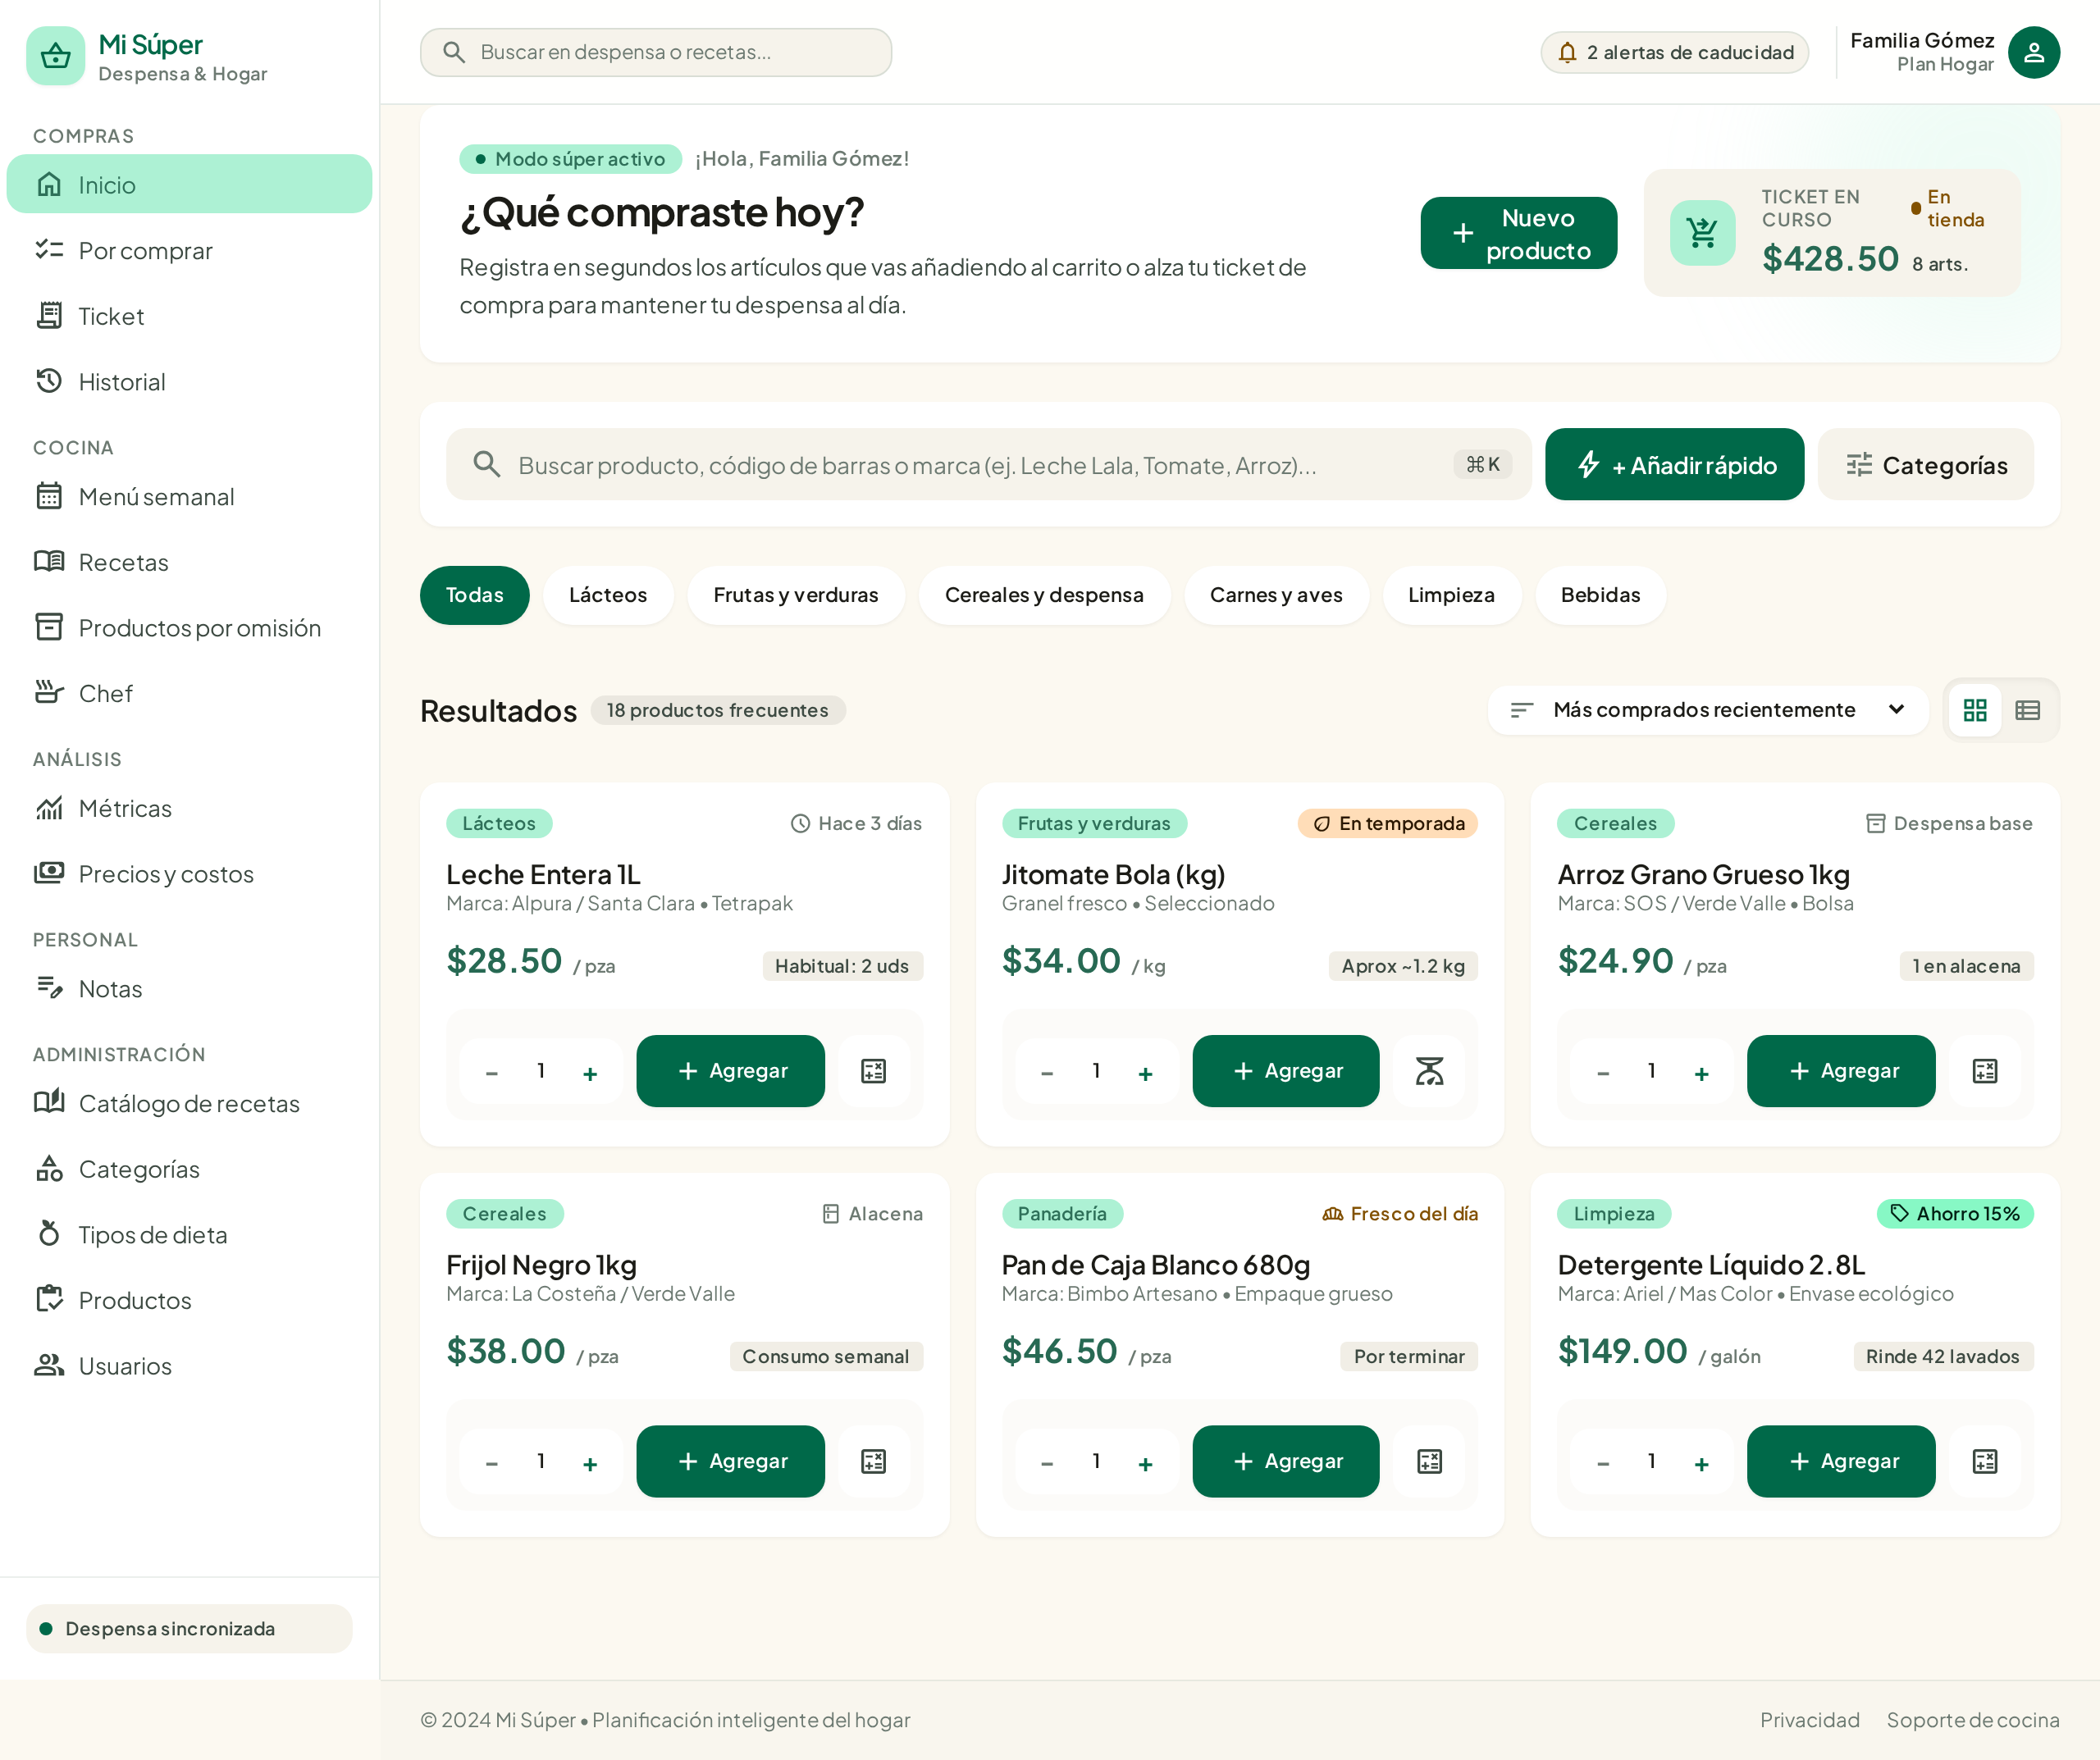 Mi Súper
Despensa & Hogar
COMPRAS
Inicio
Por comprar
Ticket
Historial
COCINA
Menú semanal
Recetas
Productos por omisión
Chef
ANÁLISIS
Métricas
Precios y costos
PERSONAL
Notas
ADMINISTRACIÓN
Catálogo de recetas
Categorías
Tipos de dieta
Productos
Usuarios
Despensa sincronizada
Buscar en despensa o recetas...
2 alertas de caducidad
Familia Gómez
Plan Hogar
Modo súper activo
¡Hola, Familia Gómez!
¿Qué compraste hoy?
Registra en segundos los artículos que vas añadiendo al carrito o alza tu ticket de
compra para mantener tu despensa al día.
Nuevo
producto
TICKET EN
CURSO
En
tienda
$428.50 8 arts.
Buscar producto, código de barras o marca (ej. Leche Lala, Tomate, Arroz)...
⌘K
+ Añadir rápido
Categorías
Todas
Lácteos
Frutas y verduras
Cereales y despensa
Carnes y aves
Limpieza
Bebidas
Resultados
18 productos frecuentes
Más comprados recientemente
Lácteos
Hace 3 días
Leche Entera 1L
Marca: Alpura / Santa Clara • Tetrapak
$28.50 / pza
Habitual: 2 uds
− 1 +
Agregar
Frutas y verduras
En temporada
Jitomate Bola (kg)
Granel fresco • Seleccionado
$34.00 / kg
Aprox ~1.2 kg
− 1 +
Agregar
Cereales
Despensa base
Arroz Grano Grueso 1kg
Marca: SOS / Verde Valle • Bolsa
$24.90 / pza
1 en alacena
− 1 +
Agregar
Cereales
Alacena
Frijol Negro 1kg
Marca: La Costeña / Verde Valle
$38.00 / pza
Consumo semanal
− 1 +
Agregar
Panadería
Fresco del día
Pan de Caja Blanco 680g
Marca: Bimbo Artesano • Empaque grueso
$46.50 / pza
Por terminar
− 1 +
Agregar
Limpieza
Ahorro 15%
Detergente Líquido 2.8L
Marca: Ariel / Mas Color • Envase ecológico
$149.00 / galón
Rinde 42 lavados
− 1 +
Agregar
© 2024 Mi Súper • Planificación inteligente del hogar
Privacidad
Soporte de cocina